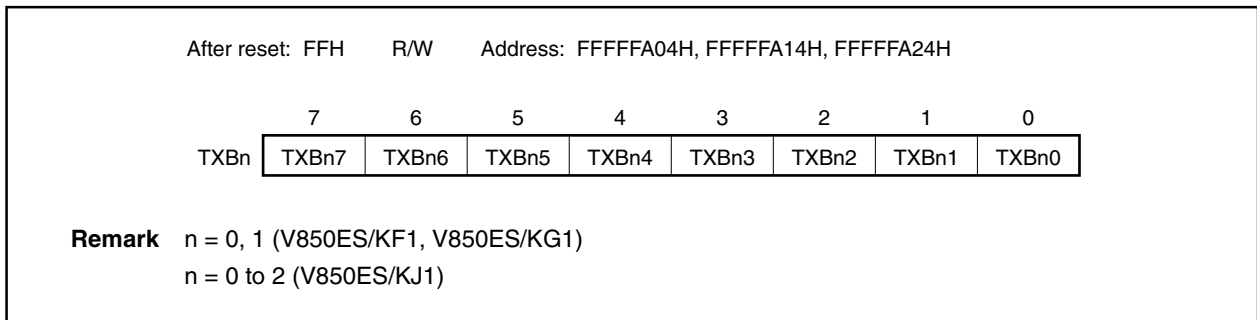 After reset: FFH R/W Address: FFFFFA04H, FFFFFA14H, FFFFFA24H
7 6 5 4 3 2 1 0
TXBn TXBn7 TXBn6 TXBn5 TXBn4 TXBn3 TXBn2 TXBn1 TXBn0
Remark n = 0, 1 (V850ES/KF1, V850ES/KG1)
n = 0 to 2 (V850ES/KJ1)